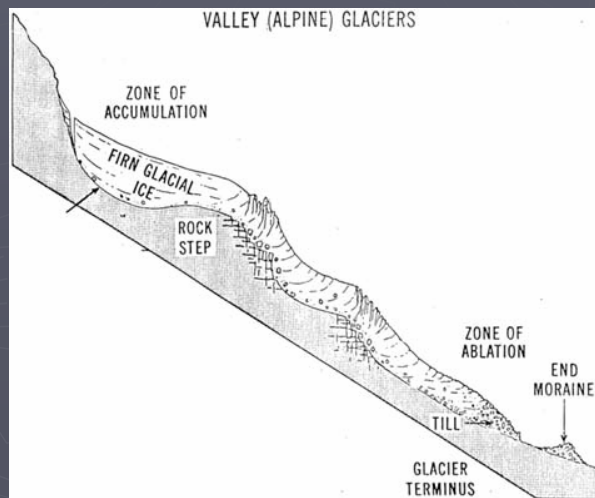 VALLEY (ALPINE) GLACIERS
ZONE OF
ACCUMULATION
FIRN GLACIAL
ICE
ROCK
STEP
ZONE OF
ABLATION
END
MORAINE
TILL
GLACIER
TERMINUS